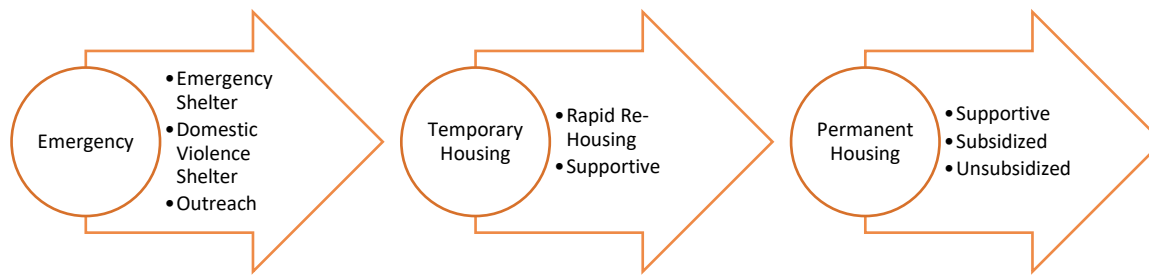 Emergency
•Emergency
Shelter
•Domestic
Violence
Shelter
•Outreach
Temporary
Housing
•Rapid Re-
Housing
•Supportive
Permanent
Housing
•Supportive
•Subsidized
•Unsubsidized